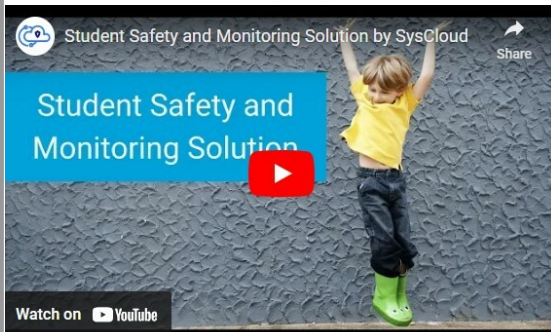 Student Safety and Monitoring Solution by SysCloud
Share
Student Safety and
Monitoring Solution
Watch on YouTube